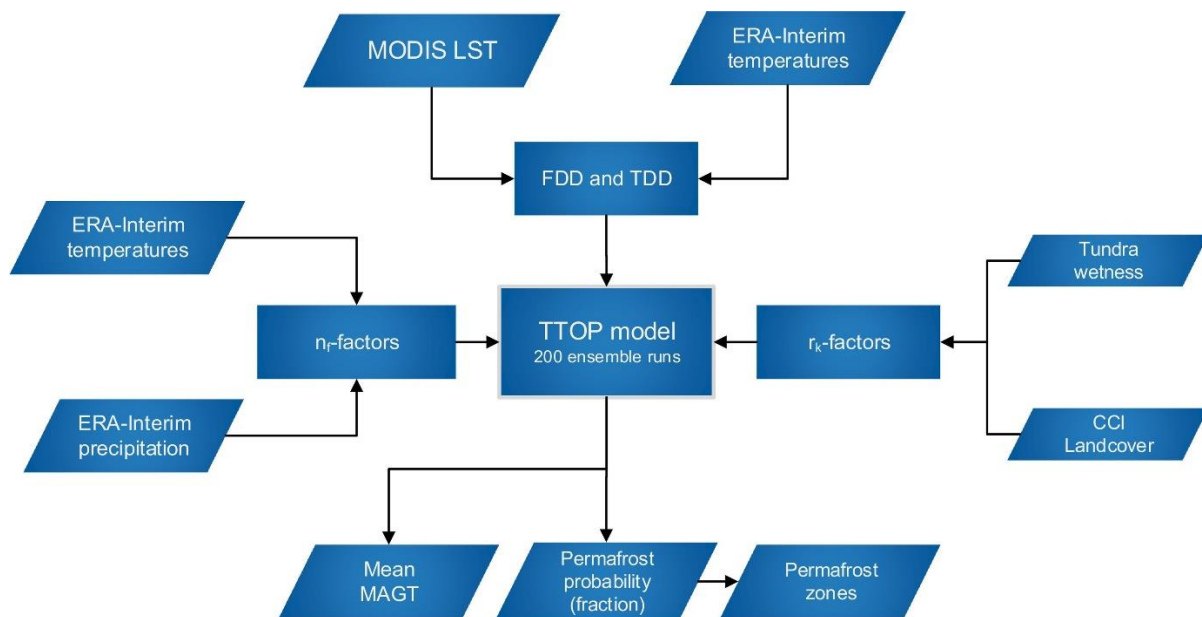 MODIS LST
ERA-Interim
temperatures
FDD and TDD
ERA-Interim
temperatures
Tundra
wetness
nf-factors
TTOP model
200 ensemble runs
rk-factors
ERA-Interim
precipitation
CCI
Landcover
Mean
MAGT
Permafrost
probability
(fraction)
Permafrost
zones